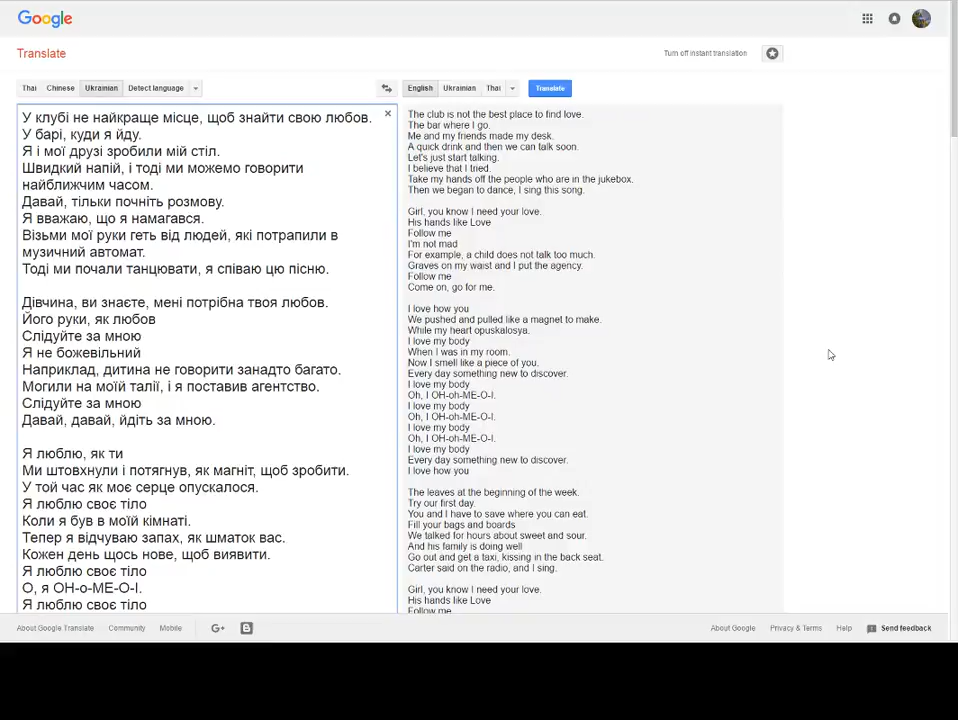 Google
Translate
Turn off instant translation
Thai Chinese Ukrainian Detect language
English Ukrainian Thai Translate
У клубі не найкраще місце, щоб знайти свою любов.
У барі, куди я йду.
Я і мої друзі зробили мій стіл.
Швидкий напій, і тоді ми можемо говорити
найближчим часом.
Давай, тільки почніть розмову.
Я вважаю, що я намагався.
Візьми мої руки геть від людей, які потрапили в
музичний автомат.
Тоді ми почали танцювати, я співаю цю пісню.
Дівчина, ви знаєте, мені потрібна твоя любов.
Його руки, як любов
Слідуйте за мною
Я не божевільний
Наприклад, дитина не говорити занадто багато.
Могили на моїй талії, і я поставив агентство.
Слідуйте за мною
Давай, давай, йдіть за мною.
Я люблю, як ти
Ми штовхнули і потягнув, як магніт, щоб зробити.
У той час як моє серце опускалося.
Я люблю своє тіло
Коли я був в моїй кімнаті.
Тепер я відчуваю запах, як шматок вас.
Кожен день щось нове, щоб виявити.
Я люблю своє тіло
О, я ОН-о-МЕ-О-І.
Я люблю своє тіло
The club is not the best place to find love.
The bar where I go.
Me and my friends made my desk.
A quick drink and then we can talk soon.
Let's just start talking.
I believe that I tried.
Take my hands off the people who are in the jukebox.
Then we began to dance, I sing this song.
Girl, you know I need your love.
His hands like Love
Follow me
I'm not mad
For example, a child does not talk too much.
Graves on my waist and I put the agency.
Follow me
Come on, go for me.
I love how you
We pushed and pulled like a magnet to make.
While my heart opuskalosya.
I love my body
When I was in my room.
Now I smell like a piece of you.
Every day something new to discover.
I love my body
Oh, I OH-oh-ME-O-I.
I love my body
Oh, I OH-oh-ME-O-I.
I love my body
Oh, I OH-oh-ME-O-I.
I love my body
Every day something new to discover.
I love how you
The leaves at the beginning of the week.
Try our first day.
You and I have to save where you can eat.
Fill your bags and boards
We talked for hours about sweet and sour.
And his family is doing well
Go out and get a taxi, kissing in the back seat.
Carter said on the radio, and I sing.
Girl, you know I need your love.
His hands like Love
Follow me
About Google Translate Community Mobile G+ About Google Privacy & Terms Help Send feedback